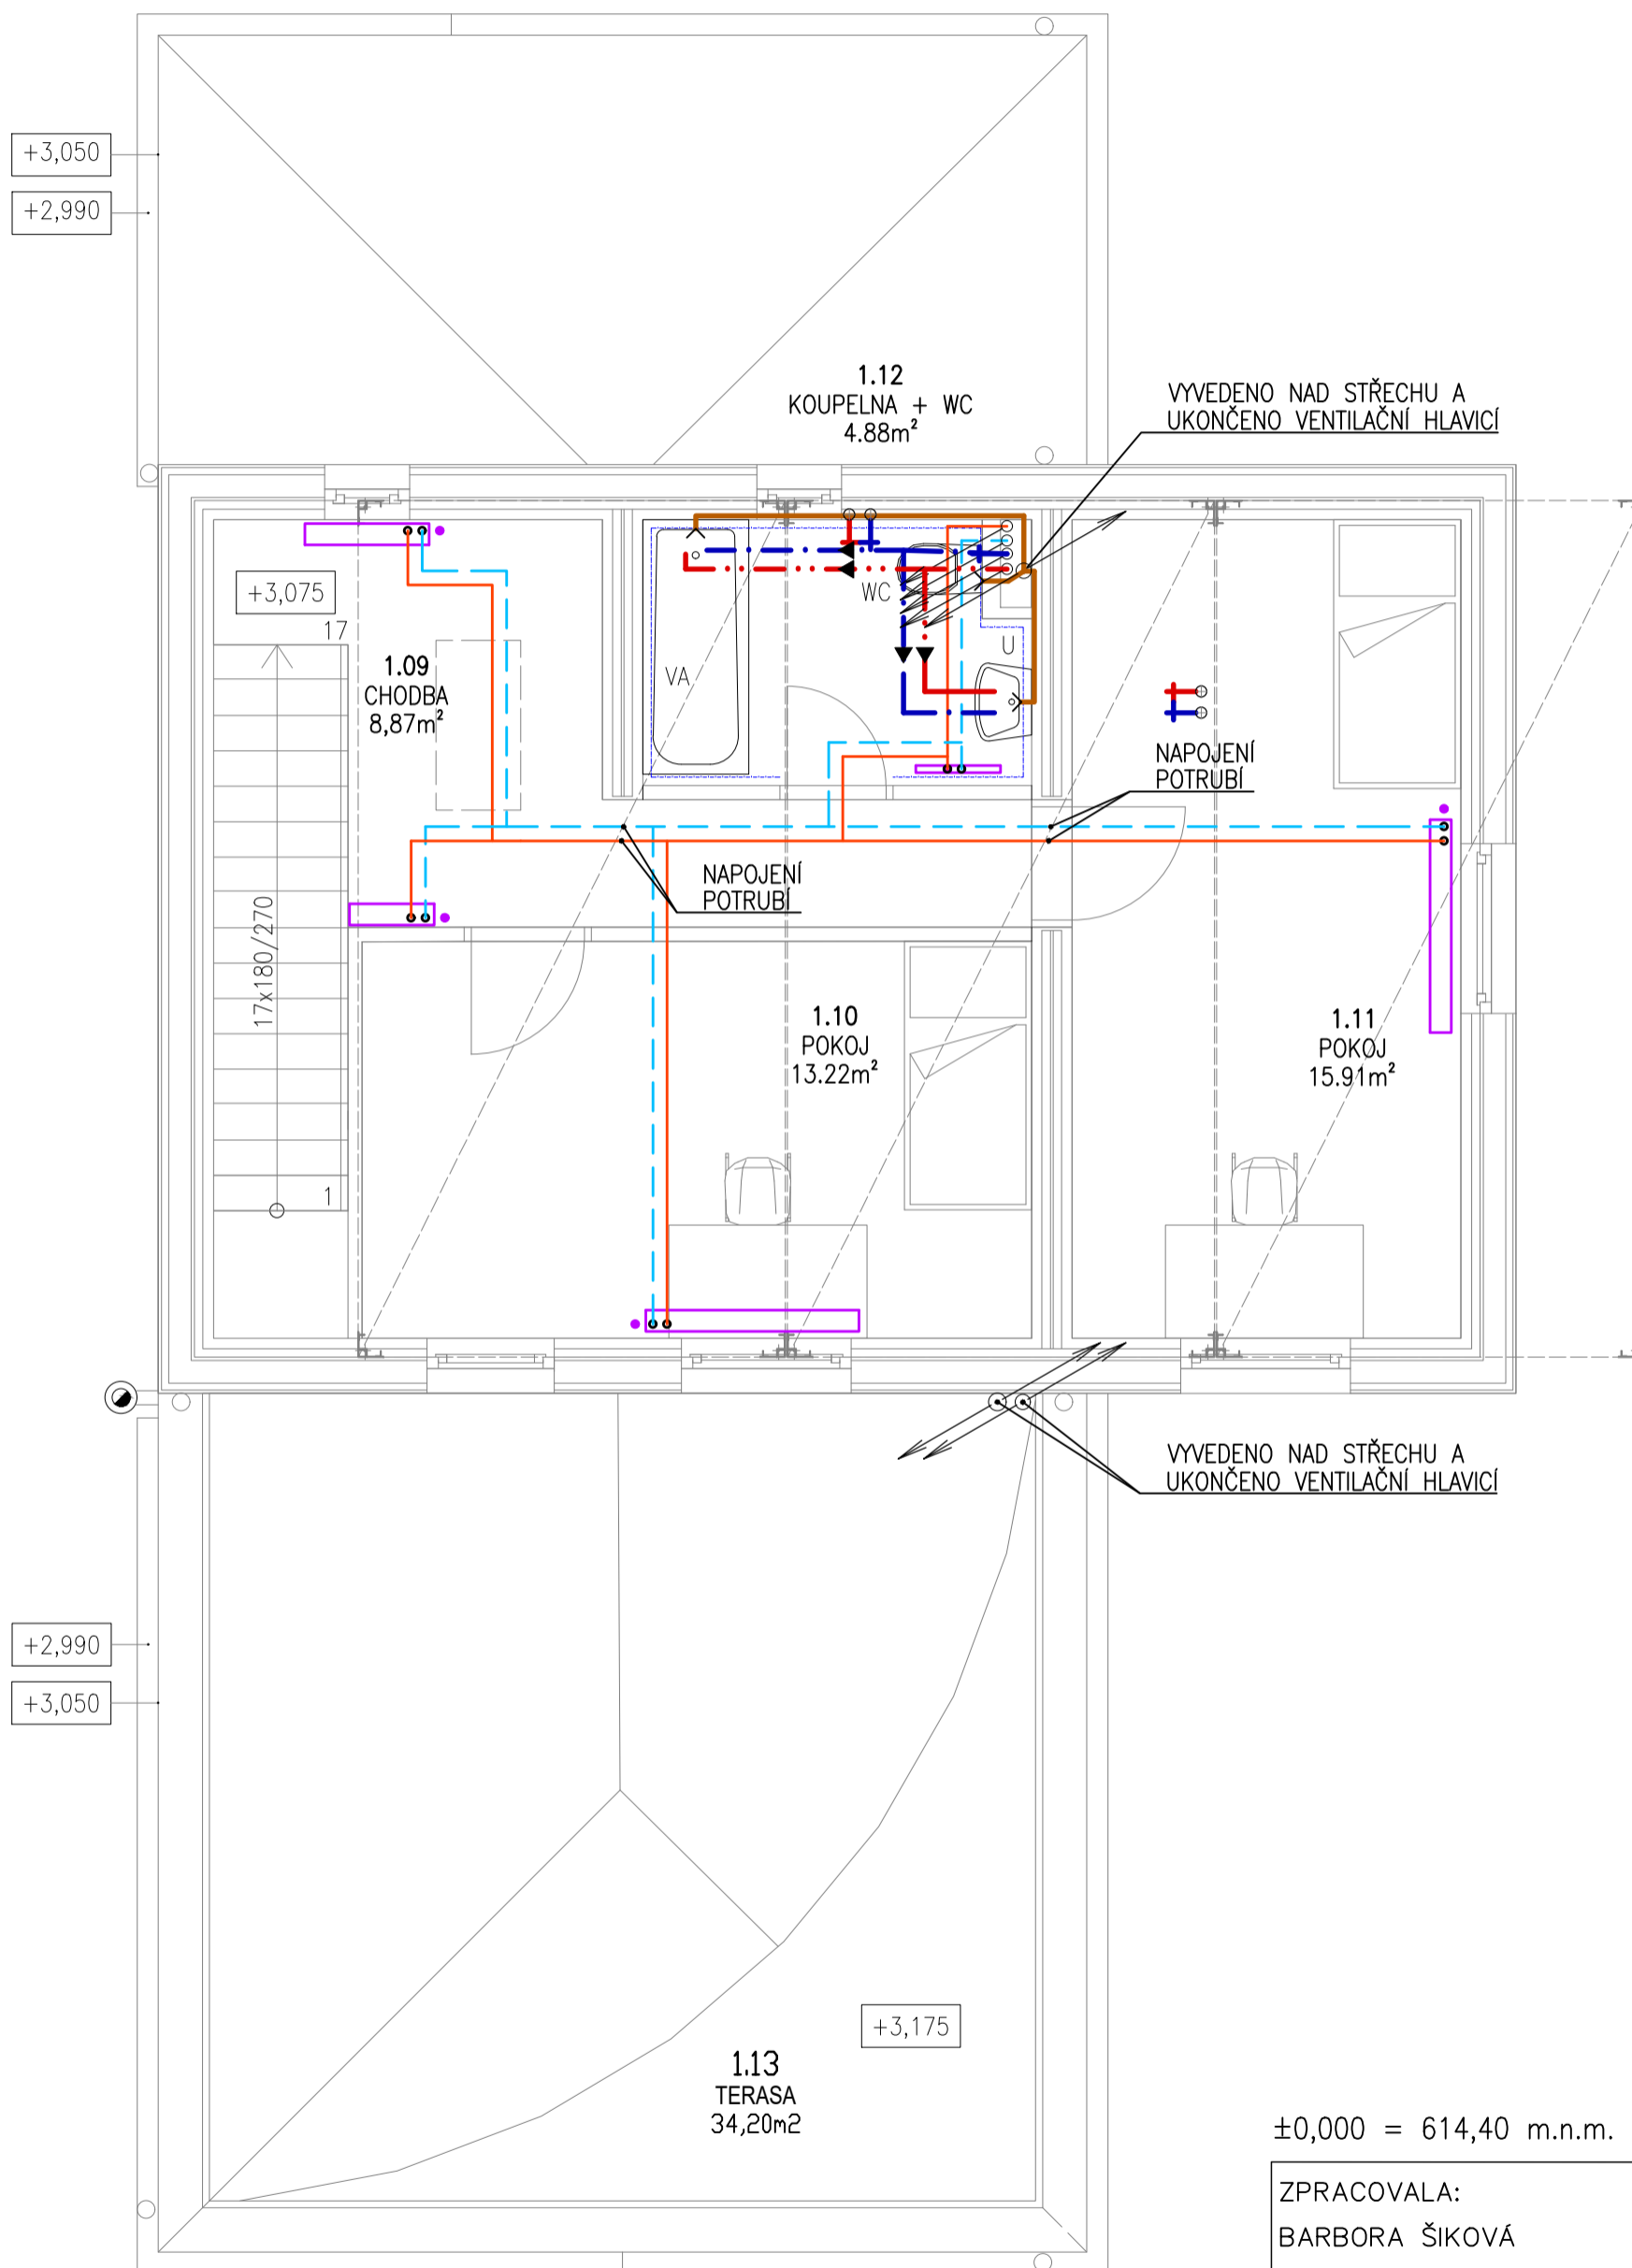 +3,050
+2,990
1.12
KOUPELNA + WC
4.88m²
VYVEDENO NAD STŘECHU A
UKONČENO VENTILAČNÍ HLAVICÍ
+3,075
17
WC
U
VA
1.09
CHODBA
8,87m²
NAPOJENÍ
POTRUBÍ
NAPOJENÍ
POTRUBÍ
17x180/270
1.10
POKOJ
13.22m²
1.11
POKOJ
15.91m²
1
VYVEDENO NAD STŘECHU A
UKONČENO VENTILAČNÍ HLAVICÍ
+2,990
+3,050
+3,175
1.13
TERASA
34,20m2
±0,000 = 614,40 m.n.m.
ZPRACOVALA:
BARBORA ŠIKOVÁ